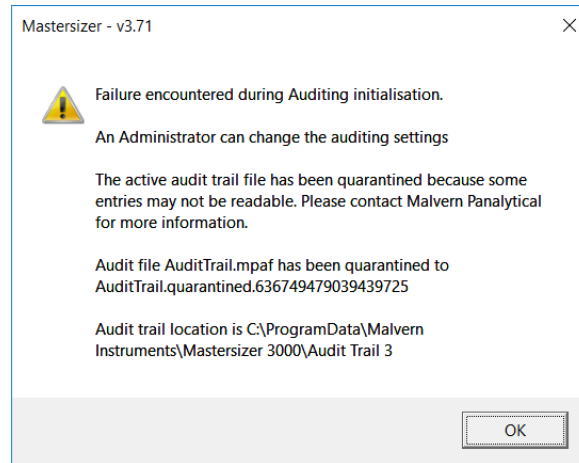 Mastersizer - v3.71
Failure encountered during Auditing initialisation.
An Administrator can change the auditing settings
The active audit trail file has been quarantined because some
entries may not be readable. Please contact Malvern Panalytical
for more information.
Audit file AuditTrail.mpaf has been quarantined to
AuditTrail.quarantined.636749479039439725
Audit trail location is C:\ProgramData\Malvern
Instruments\Mastersizer 3000\Audit Trail 3
OK